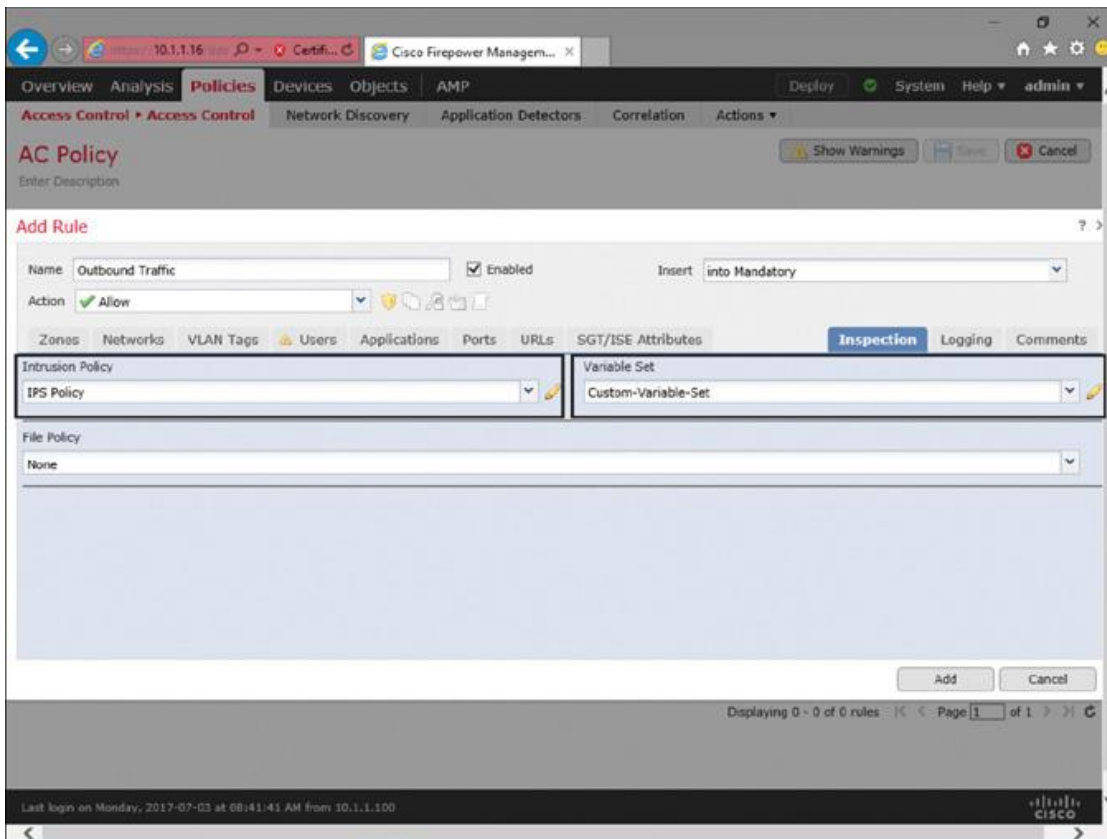 10.1.1.16
Certifi...
Cisco Firepower Managem...
Overview Analysis Policies Devices Objects AMP Deploy System Help admin
Access Control Access Control Network Discovery Application Detectors Correlation Actions
AC Policy
Show Warnings Save Cancel
Enter Description
Add Rule ?
Name Outbound Traffic Enabled Insert into Mandatory
Action Allow
Zones Networks VLAN Tags Users Applications Ports URLs SGT/ISE Attributes Inspection Logging Comments
Intrusion Policy Variable Set
IPS Policy Custom-Variable-Set
File Policy
None
Add Cancel
Displaying 0 - 0 of 0 rules Page 1 of 1
Last login on Monday, 2017-07-03 at 08:41:41 AM from 10.1.1.100
CISCO